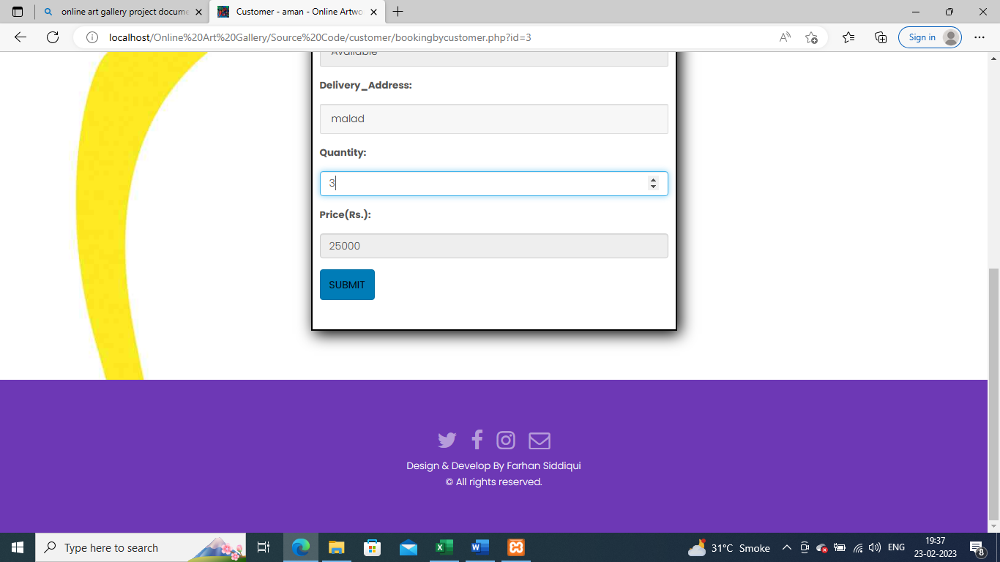 online art gallery project docume
Customer - aman - Online Artwo
localhost/Online%20Art%20Gallery/Source%20Code/customer/bookingbycustomer.php?id=3
Sign in
Available
Delivery_Address:
malad
Quantity:
3
Price(Rs.):
25000
SUBMIT
Design & Develop By Farhan Siddiqui
© All rights reserved.
Type here to search
31°C Smoke
ENG
19:37
23-02-2023
8